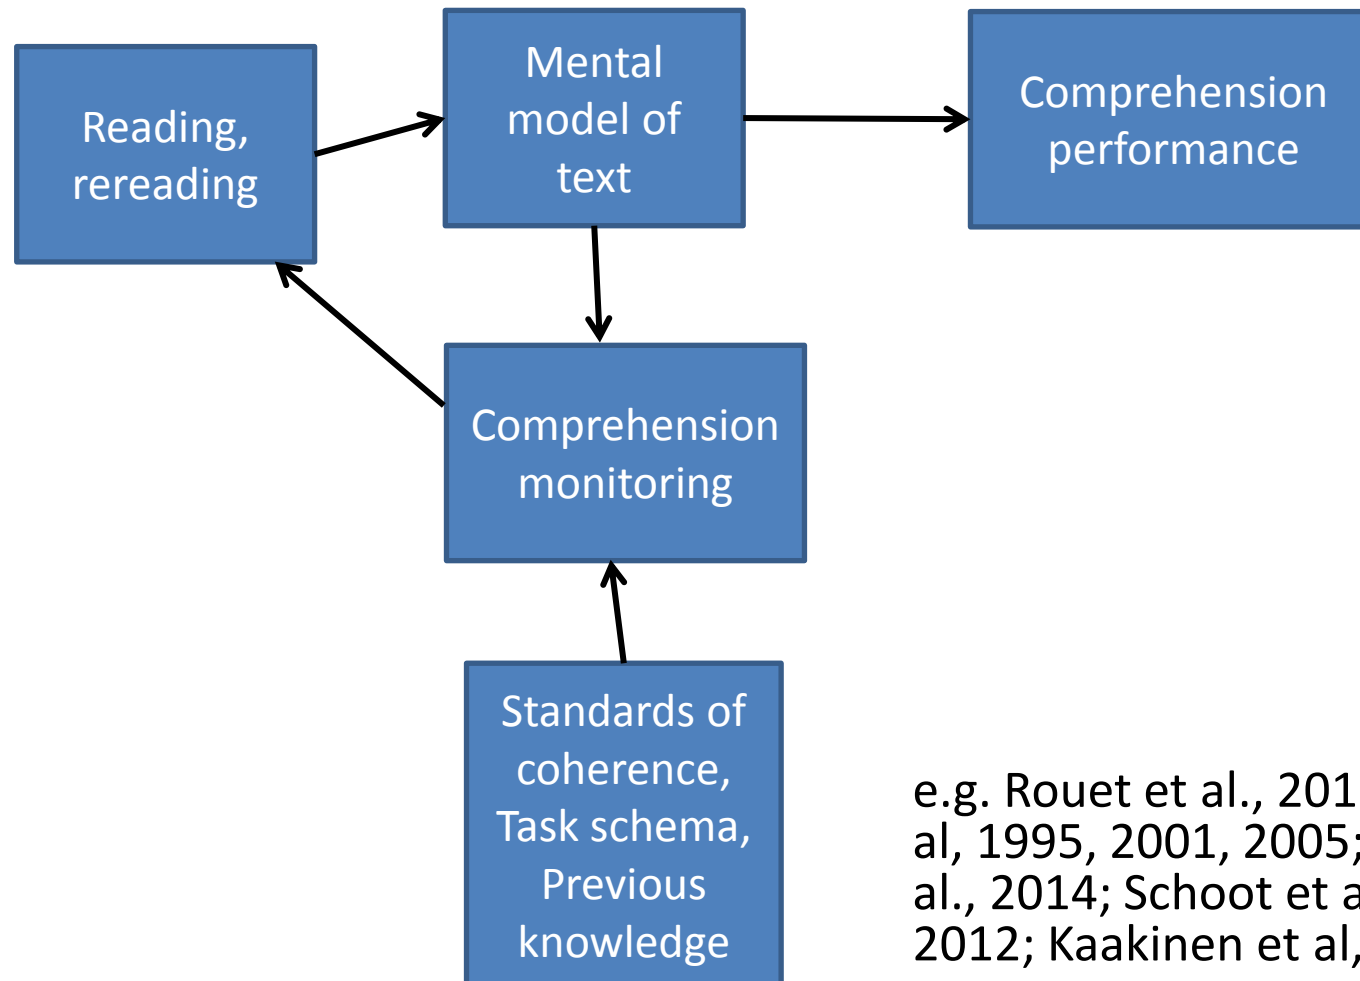 Reading,
rereading
Mental
model of
text
Comprehension
performance
Comprehension
monitoring
Standards of
coherence,
Task schema,
Previous
knowledge
e.g. Rouet et al., 201
al, 1995, 2001, 2005;
al., 2014; Schoot et a
2012; Kaakinen et al,